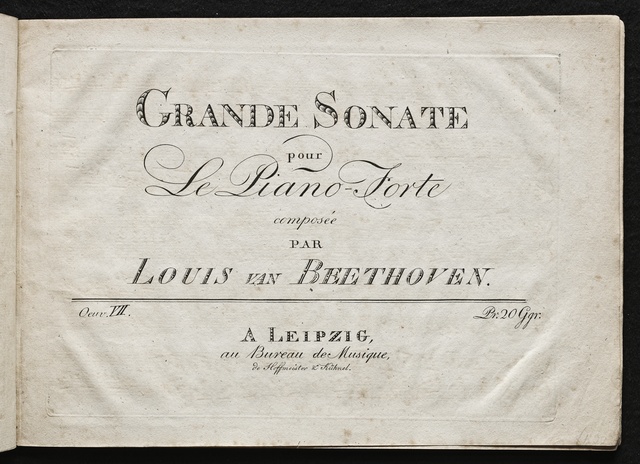 GRANDE SONATE
pour
Le Piano-Forte
composée
PAR
LOUIS VAN BEETHOVEN.
Oeuv. VII. Pr. 20 Ggr.
A LEIPZIG,
au Bureau de Musique,
de Hoffmeister & Kühnel.